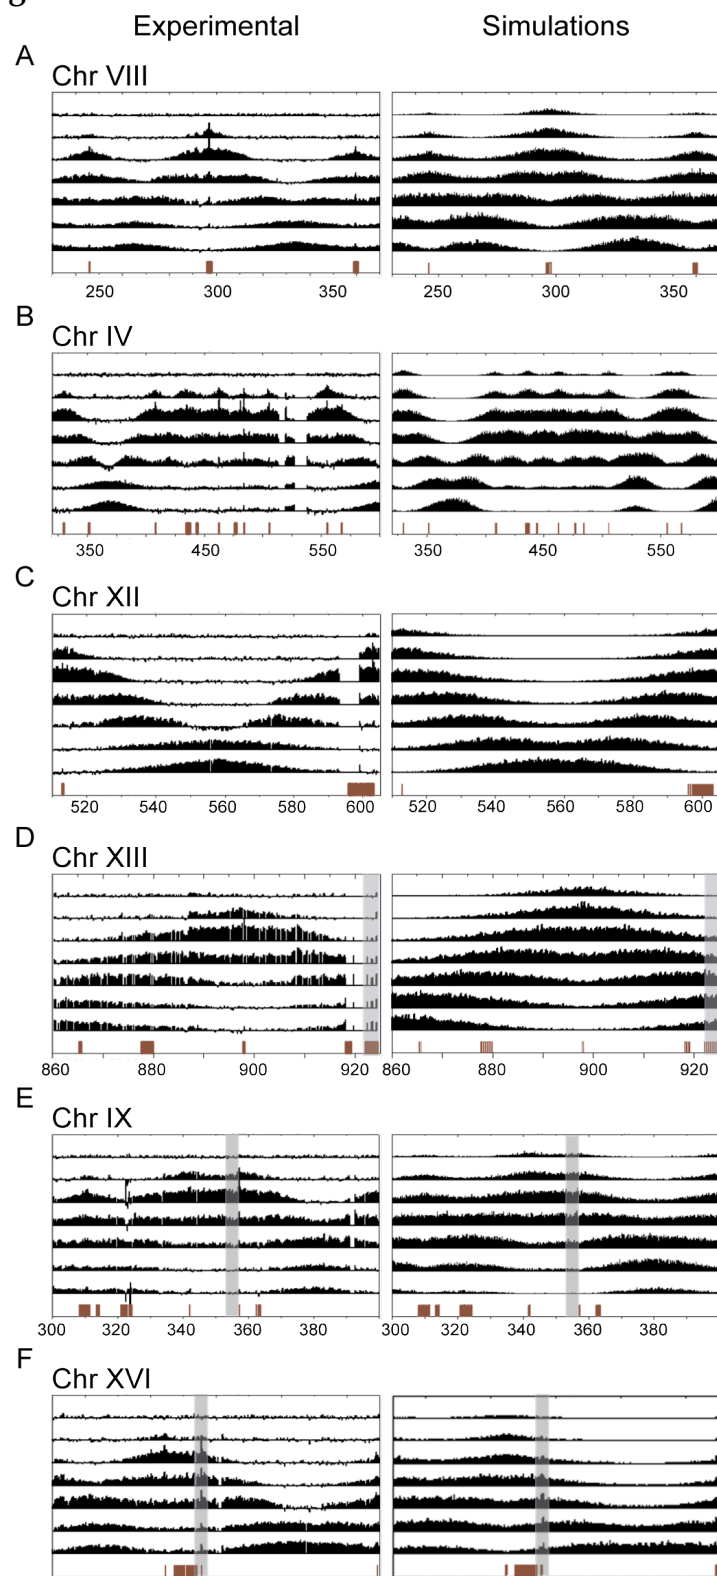 g
Experimental Simulations
A
Chr VIII
250 300 350 250 300 350
B
Chr IV
350 450 550 350 450 550
C
Chr XII
520 540 560 580 600 520 540 560 580 600
D
Chr XIII
860 880 900 920 860 880 900 920
E
Chr IX
300 320 340 360 380 300 320 340 360 380
F
Chr XVI